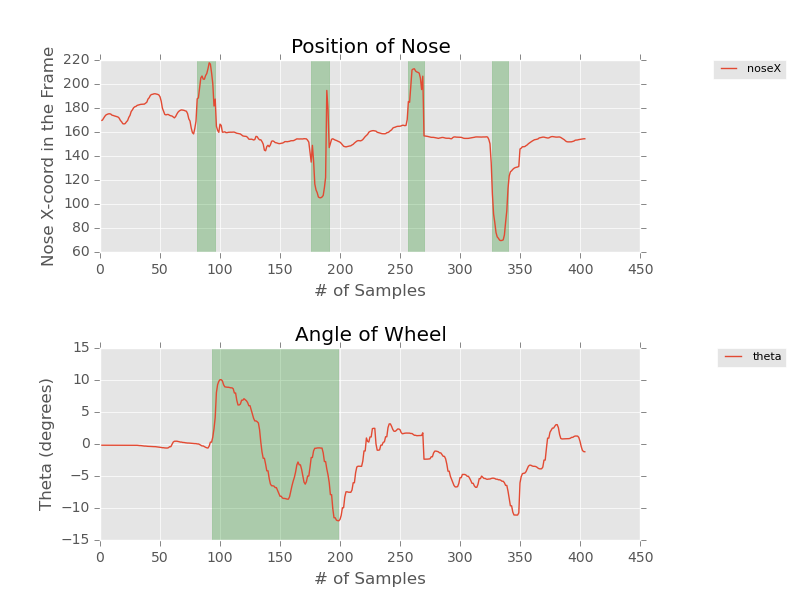 Position of Nose
noseX
Nose X-coord in the Frame
220
200
180
160
140
120
100
80
60
0 50 100 150 200 250 300 350 400 450
# of Samples
Angle of Wheel
theta
Theta (degrees)
15
10
5
0
−5
−10
−15
0 50 100 150 200 250 300 350 400 450
# of Samples